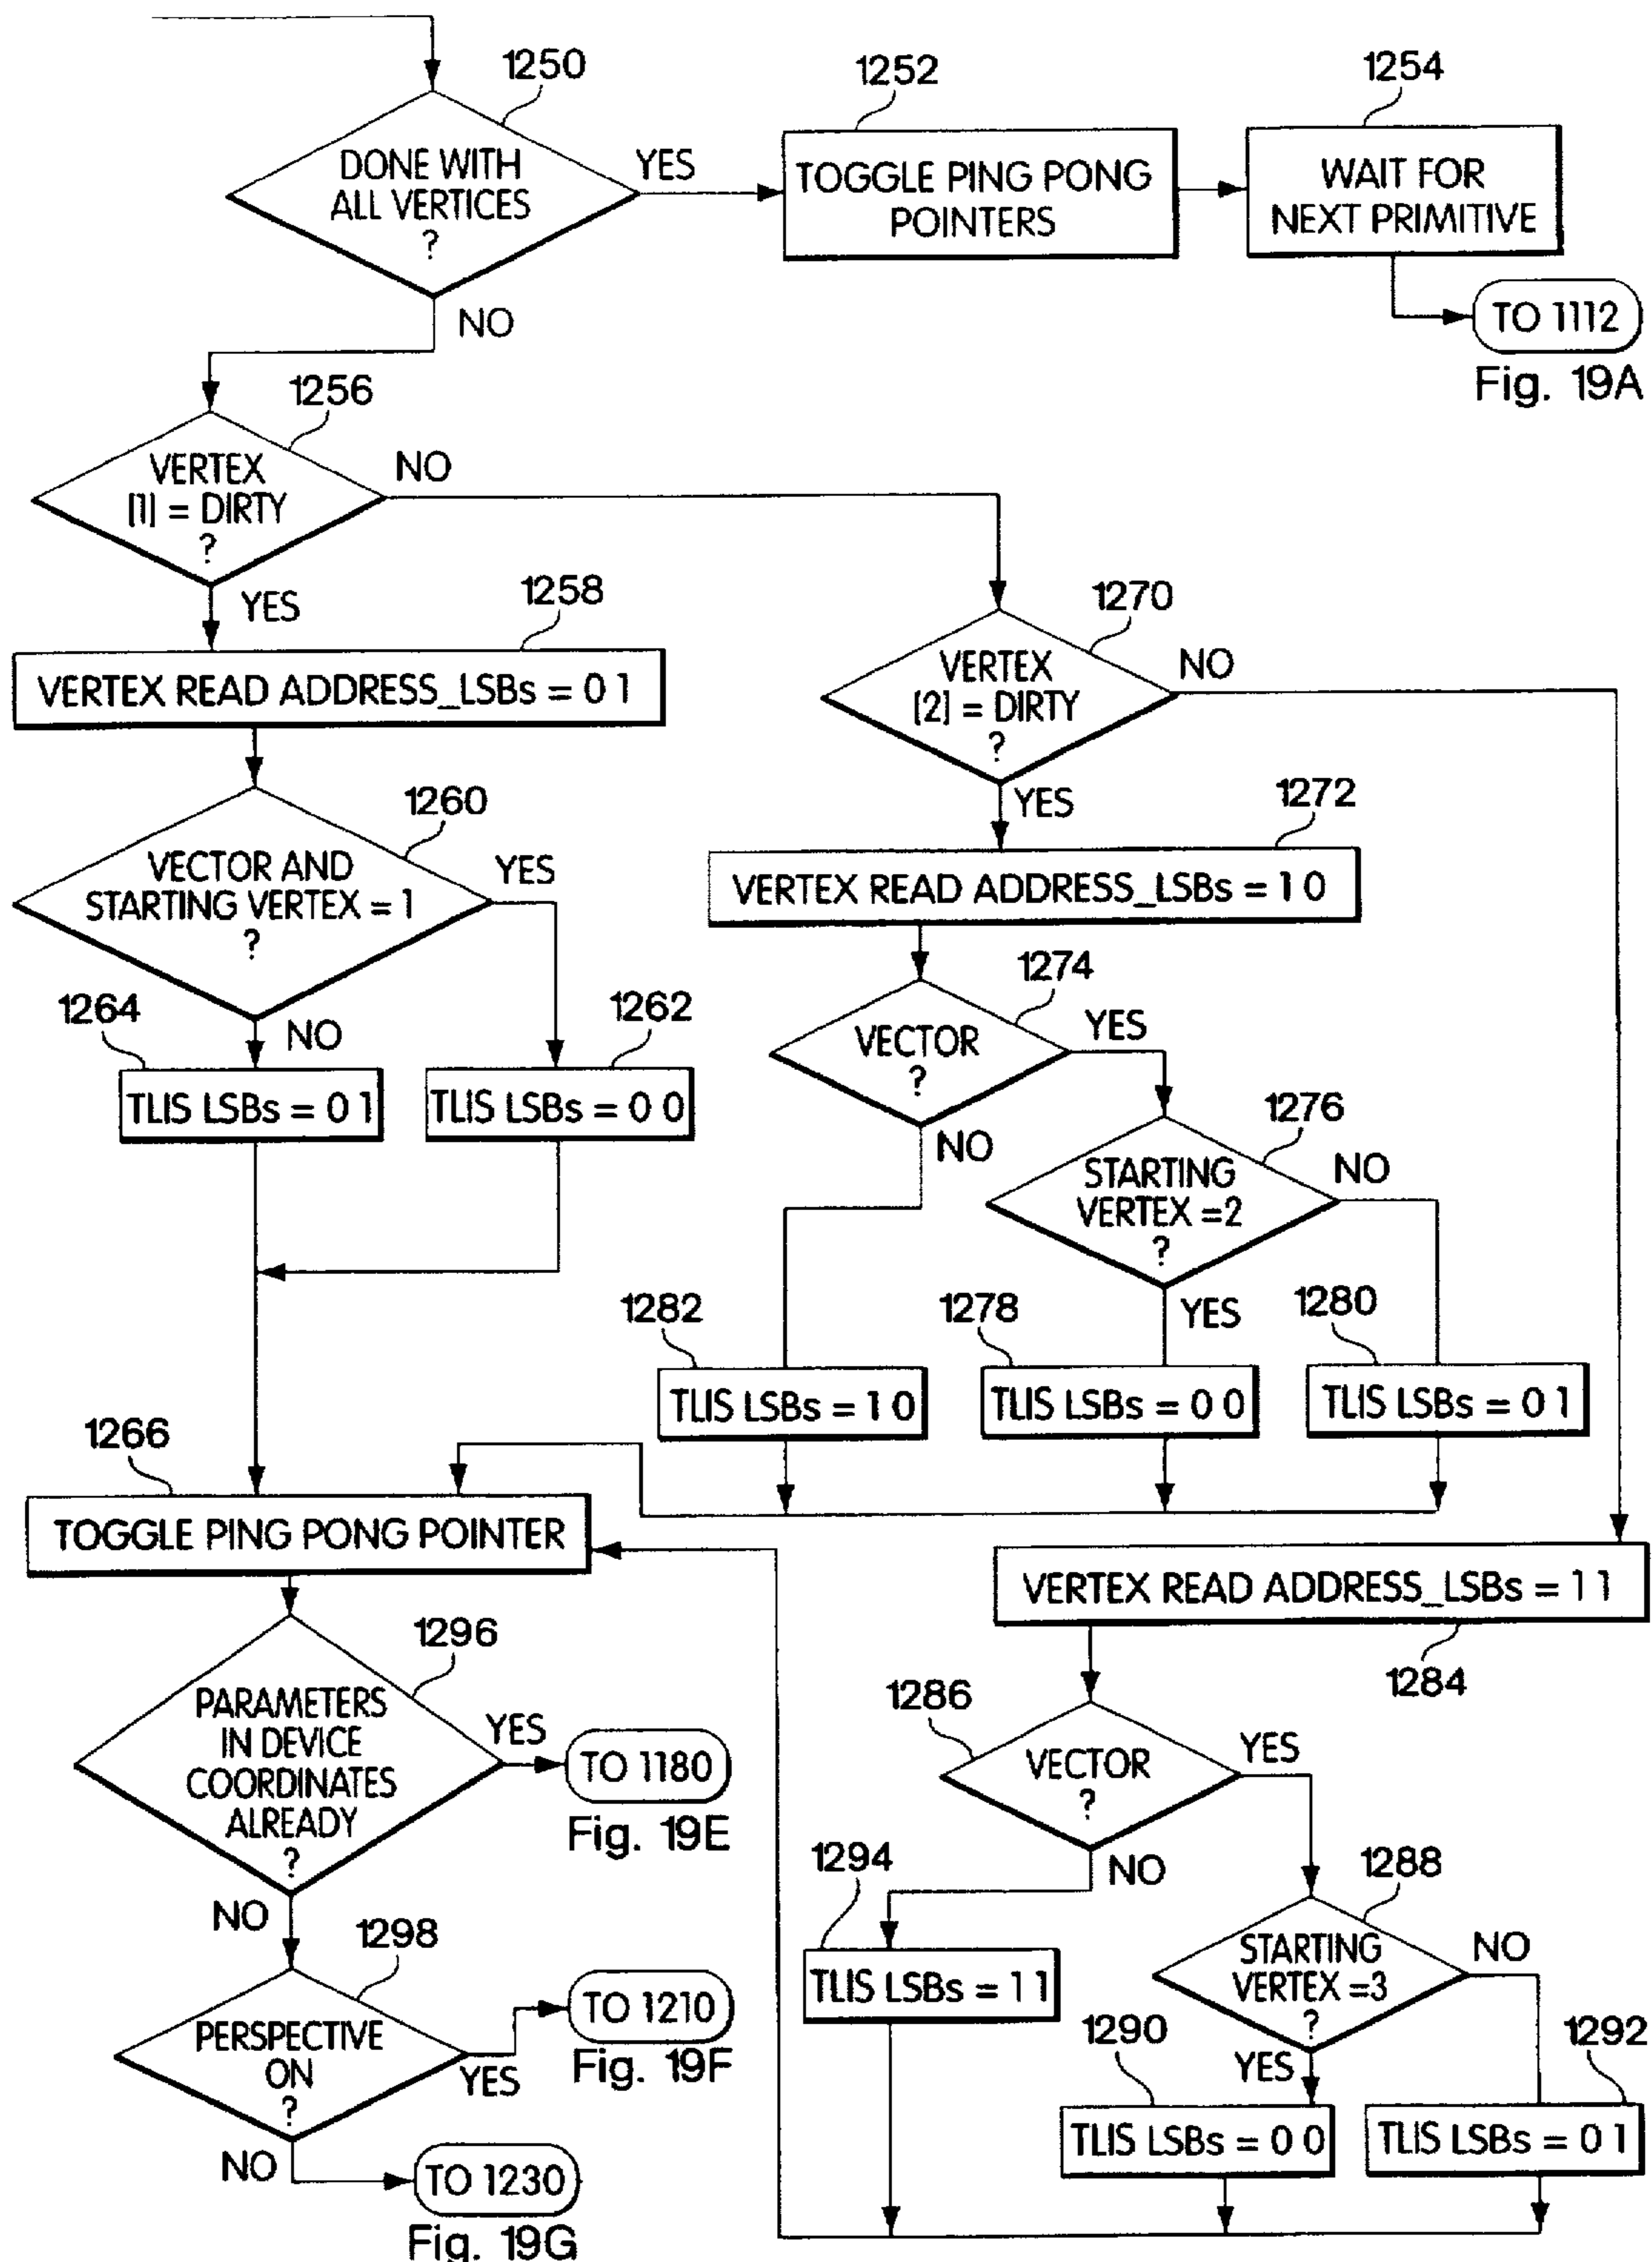 1250
DONE WITH
ALL VERTICES
?
YES
NO
1252
TOGGLE PING PONG
POINTERS
1254
WAIT FOR
NEXT PRIMITIVE
TO 1112
Fig. 19A
1256
VERTEX
[1] = DIRTY
?
NO
YES
1258
VERTEX READ ADDRESS_LSBs = 0 1
1260
VECTOR AND
STARTING VERTEX = 1
?
YES
NO
1264
TLIS LSBs = 0 1
1262
TLIS LSBs = 0 0
1270
VERTEX
[2] = DIRTY
?
NO
YES
1272
VERTEX READ ADDRESS_LSBs = 1 0
1274
VECTOR
?
YES
NO
1276
STARTING
VERTEX =2
?
NO
YES
1282
TLIS LSBs = 1 0
1278
TLIS LSBs = 0 0
1280
TLIS LSBs = 0 1
1266
TOGGLE PING PONG POINTER
VERTEX READ ADDRESS_LSBs = 1 1
1284
1296
PARAMETERS
IN DEVICE
COORDINATES
ALREADY
?
YES
TO 1180
Fig. 19E
NO
1298
PERSPECTIVE
ON
?
YES
TO 1210
Fig. 19F
NO
TO 1230
Fig. 19G
1286
VECTOR
?
YES
NO
1294
TLIS LSBs = 1 1
1288
STARTING
VERTEX =3
?
NO
YES
1290
TLIS LSBs = 0 0
1292
TLIS LSBs = 0 1